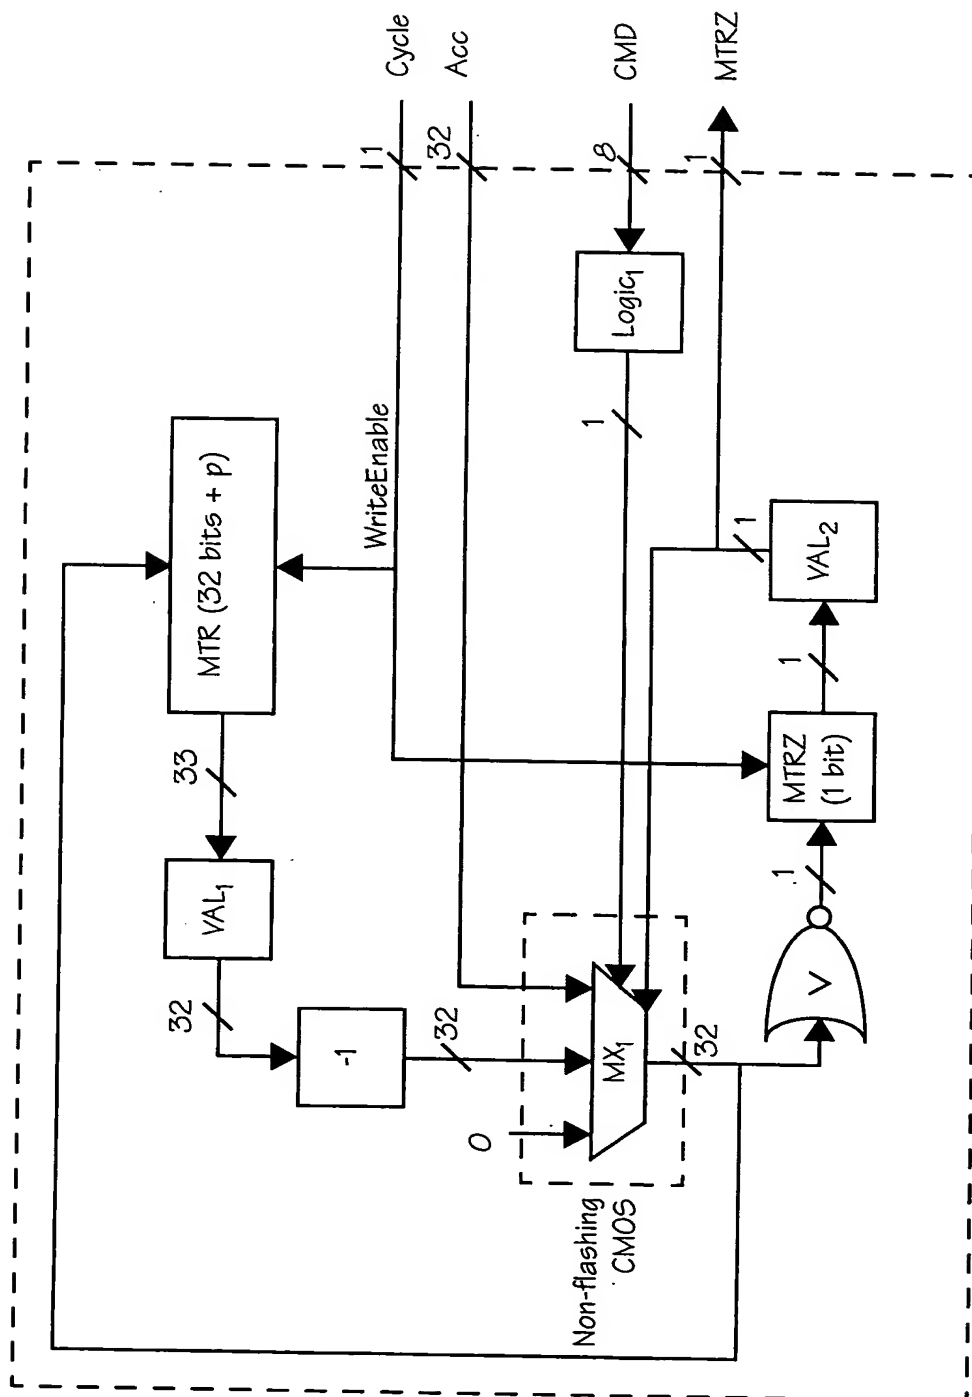 Cycle
1
Acc
32
CMD
8
MTRZ
1
WriteEnable
MTR (32 bits + p)
33
VAL₁
32
-1
32
0
Logic₁
1
MX₁
32
Non-flashing
CMOS
V
1
MTRZ
(1 bit)
1
VAL₂
1